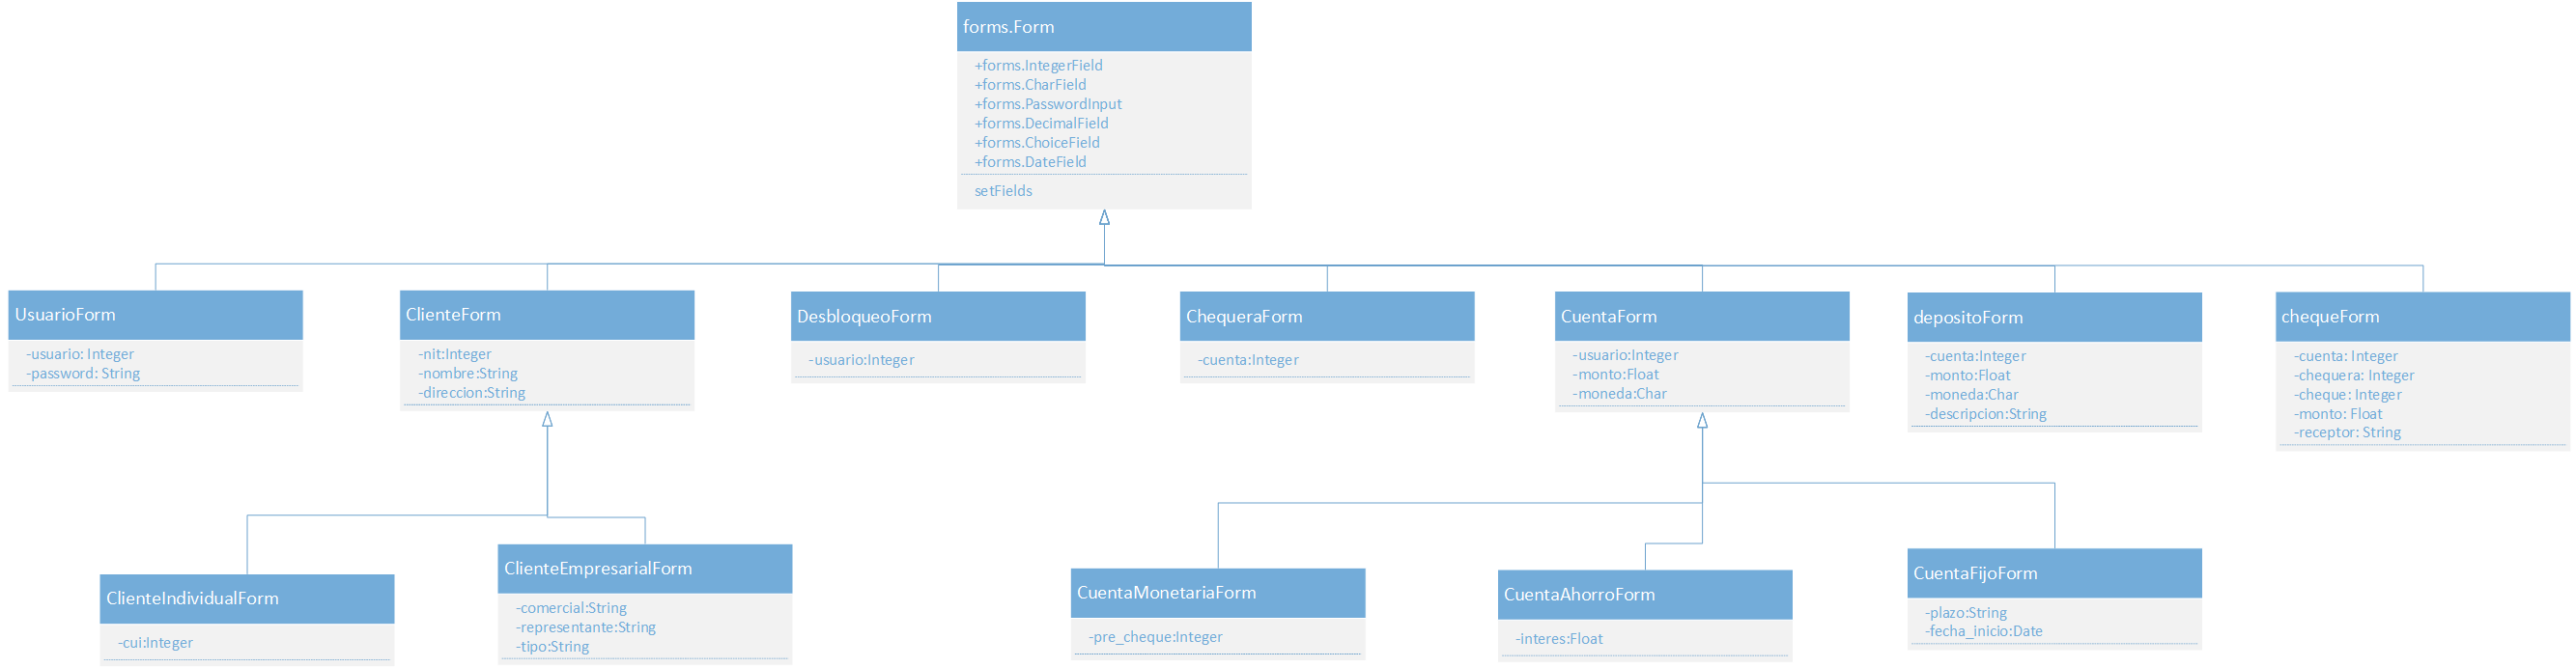 forms.Form
+forms.IntegerField
+forms.CharField
+forms.PasswordInput
+forms.DecimalField
+forms.ChoiceField
+forms.DateField
setFields
UsuarioForm
-usuario: Integer
-password: String
ClienteForm
-nit:Integer
-nombre:String
-direccion:String
DesbloqueoForm
-usuario:Integer
ChequeraForm
-cuenta:Integer
CuentaForm
-usuario:Integer
-monto:Float
-moneda:Char
depositoForm
-cuenta:Integer
-monto:Float
-moneda:Char
-descripcion:String
chequeForm
-cuenta: Integer
-chequera: Integer
-cheque: Integer
-monto: Float
-receptor: String
ClienteIndividualForm
-cui:Integer
ClienteEmpresarialForm
-comercial:String
-representante:String
-tipo:String
CuentaMonetariaForm
-pre_cheque:Integer
CuentaAhorroForm
-interes:Float
CuentaFijoForm
-plazo:String
-fecha_inicio:Date